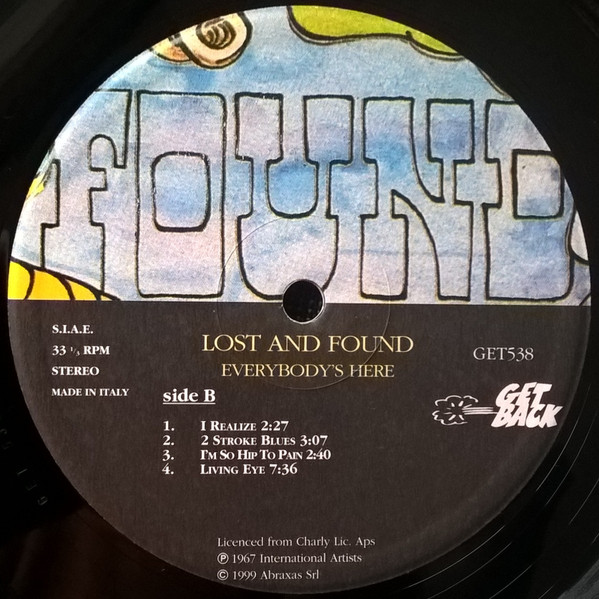 FOUND
S.I.A.E.
33 ⅓ RPM
STEREO
MADE IN ITALY
LOST AND FOUND
EVERYBODY'S HERE
GET538
GET
BACK
side B
1. I Realize 2:27
2. 2 Stroke Blues 3:07
3. I'm So Hip To Pain 2:40
4. Living Eye 7:36
Licenced from Charly Lic. Aps
℗ 1967 International Artists
© 1999 Abraxas Srl